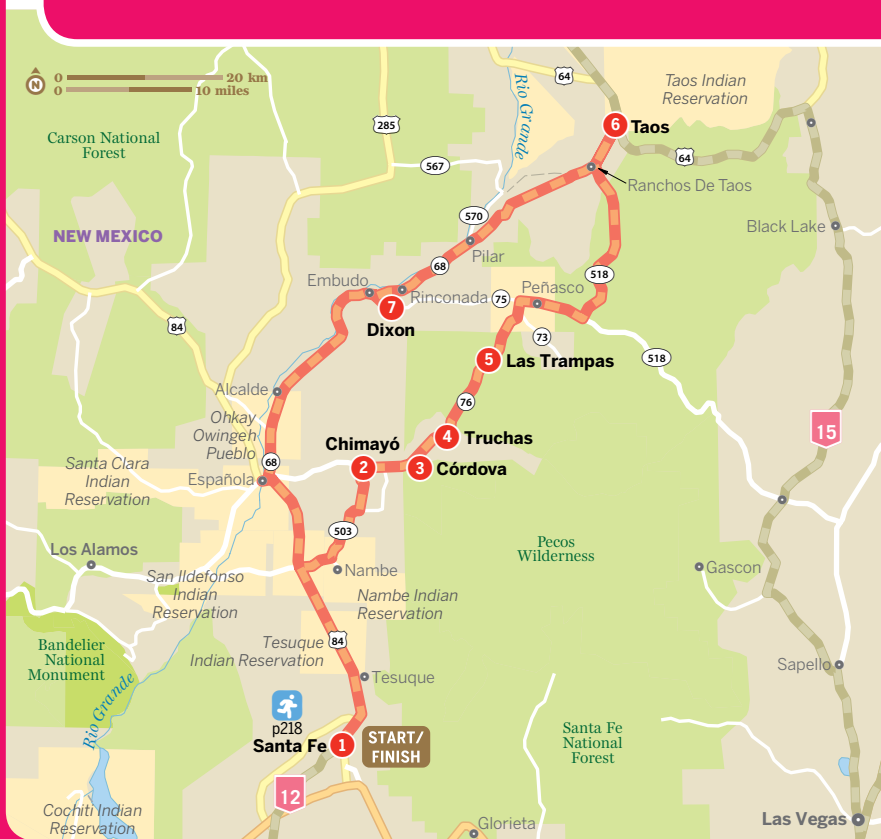 N
0 20 km
0 10 miles
64
Taos Indian
Reservation
Rio Grande
6 Taos
285
Carson National
Forest
567
64
Ranchos De Taos
570
Black Lake
NEW MEXICO
Pilar
68
518
Embudo
Rinconada
75
Peñasco
7
Dixon
84
73
518
5 Las Trampas
Alcalde
76
Ohkay
Owingeh
Pueblo
15
Chimayó
4 Truchas
2
3 Córdova
68
Santa Clara
Indian
Reservation
Española
503
Los Alamos
Pecos
Wilderness
Nambe
Gascon
San Ildefonso
Indian
Reservation
Nambe Indian
Reservation
84
Tesuque
Indian Reservation
Bandelier
National
Monument
Tesuque
Sapello
Rio Grande
p218
Santa Fe 1
START/
FINISH
Santa Fe
National
Forest
12
Cochiti Indian
Reservation
Glorieta
Las Vegas